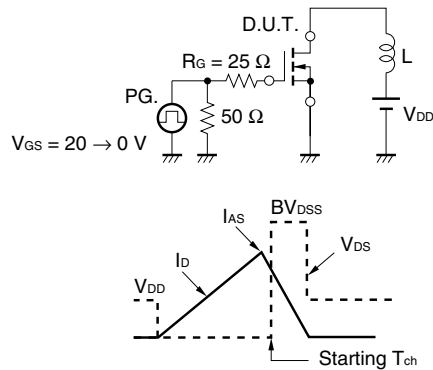 D.U.T.
RG = 25 Ω
L
PG.
50 Ω
VDD
VGS = 20 → 0 V
BVDSS
IAS
ID
VDS
VDD
Starting Tch